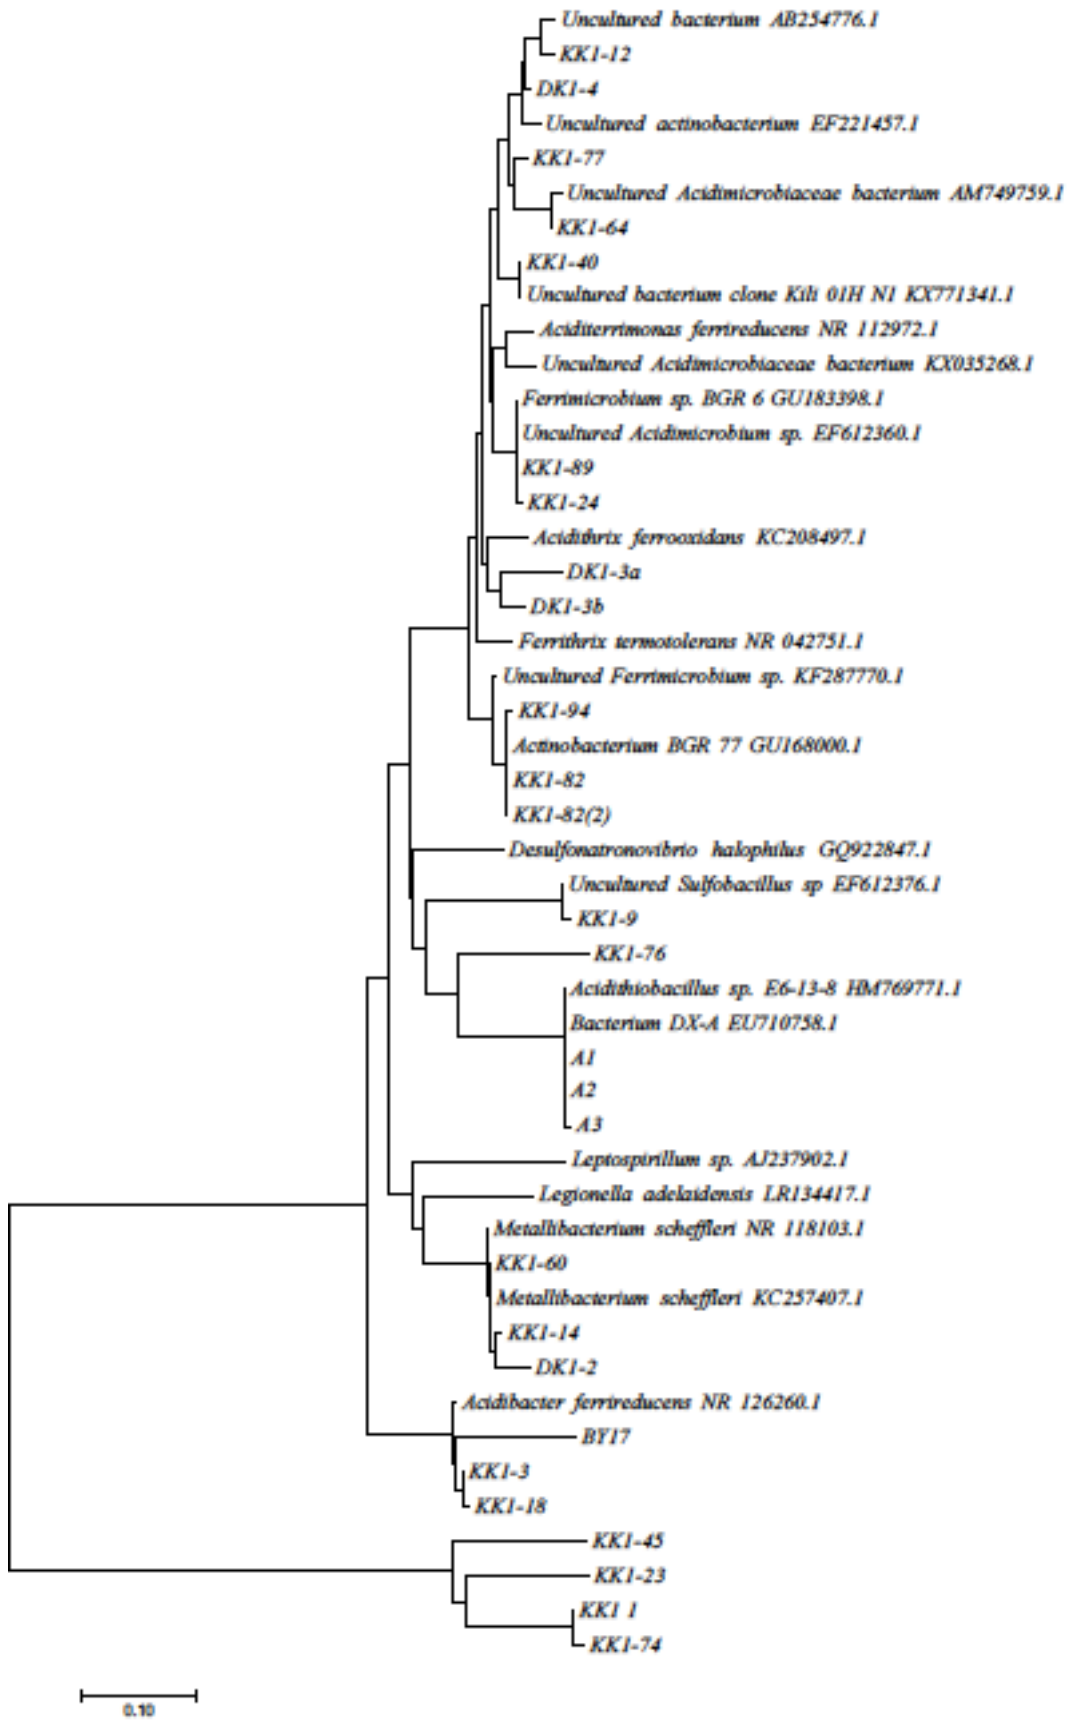 Uncultured bacterium AB254776.1
KK1-12
DK1-4
Uncultured actinobacterium EF221457.1
KK1-77
Uncultured Acidimicrobiaceae bacterium AM749759.1
KK1-64
KK1-40
Uncultured bacterium clone Kili 01H N1 KX771341.1
Aciditerrimonas ferrireducens NR 112972.1
Uncultured Acidimicrobiaceae bacterium KX035268.1
Ferrimicrobium sp. BGR 6 GU183398.1
Uncultured Acidimicrobium sp. EF612360.1
KK1-89
KK1-24
Acidithrix ferrooxidans KC208497.1
DK1-3a
DK1-3b
Ferrithrix termotolerans NR 042751.1
Uncultured Ferrimicrobium sp. KF287770.1
KK1-94
Actinobacterium BGR 77 GU168000.1
KK1-82
KK1-82(2)
Desulfonatronovibrio halophilus GQ922847.1
Uncultured Sulfobacillus sp EF612376.1
KK1-9
KK1-76
Acidithiobacillus sp. E6-13-8 HM769771.1
Bacterium DX-A EU710758.1
A1
A2
A3
Leptospirillum sp. AJ237902.1
Legionella adelaidensis LR134417.1
Metallibacterium scheffleri NR 118103.1
KK1-60
Metallibacterium scheffleri KC257407.1
KK1-14
DK1-2
Acidibacter ferrireducens NR 126260.1
BY17
KK1-3
KK1-18
KK1-45
KK1-23
KK1 1
KK1-74
0.10